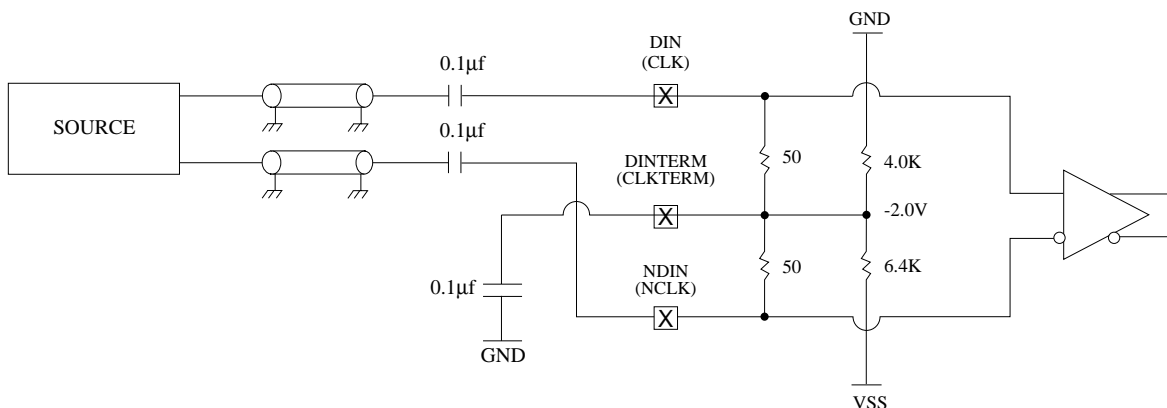 GND
DIN
(CLK)
0.1µf
SOURCE
0.1µf
50
4.0K
DINTERM
(CLKTERM)
-2.0V
X
X
X
0.1µf
NDIN
(NCLK)
50
6.4K
GND
VSS